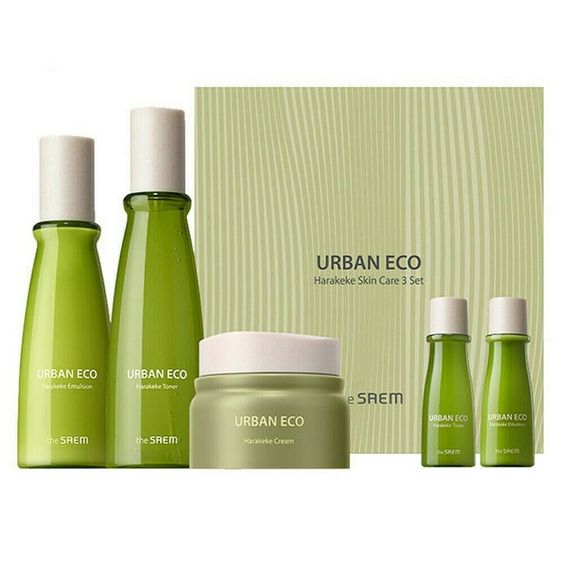 URBAN ECO
Harakeke Skin Care 3 Set
the SAEM
URBAN ECO
Harakeke Emulsion
the SAEM
URBAN ECO
Harakeke Toner
the SAEM
URBAN ECO
Harakeke Cream
URBAN ECO
Harakeke Toner
the SAEM
URBAN ECO
Harakeke Emulsion
the SAEM